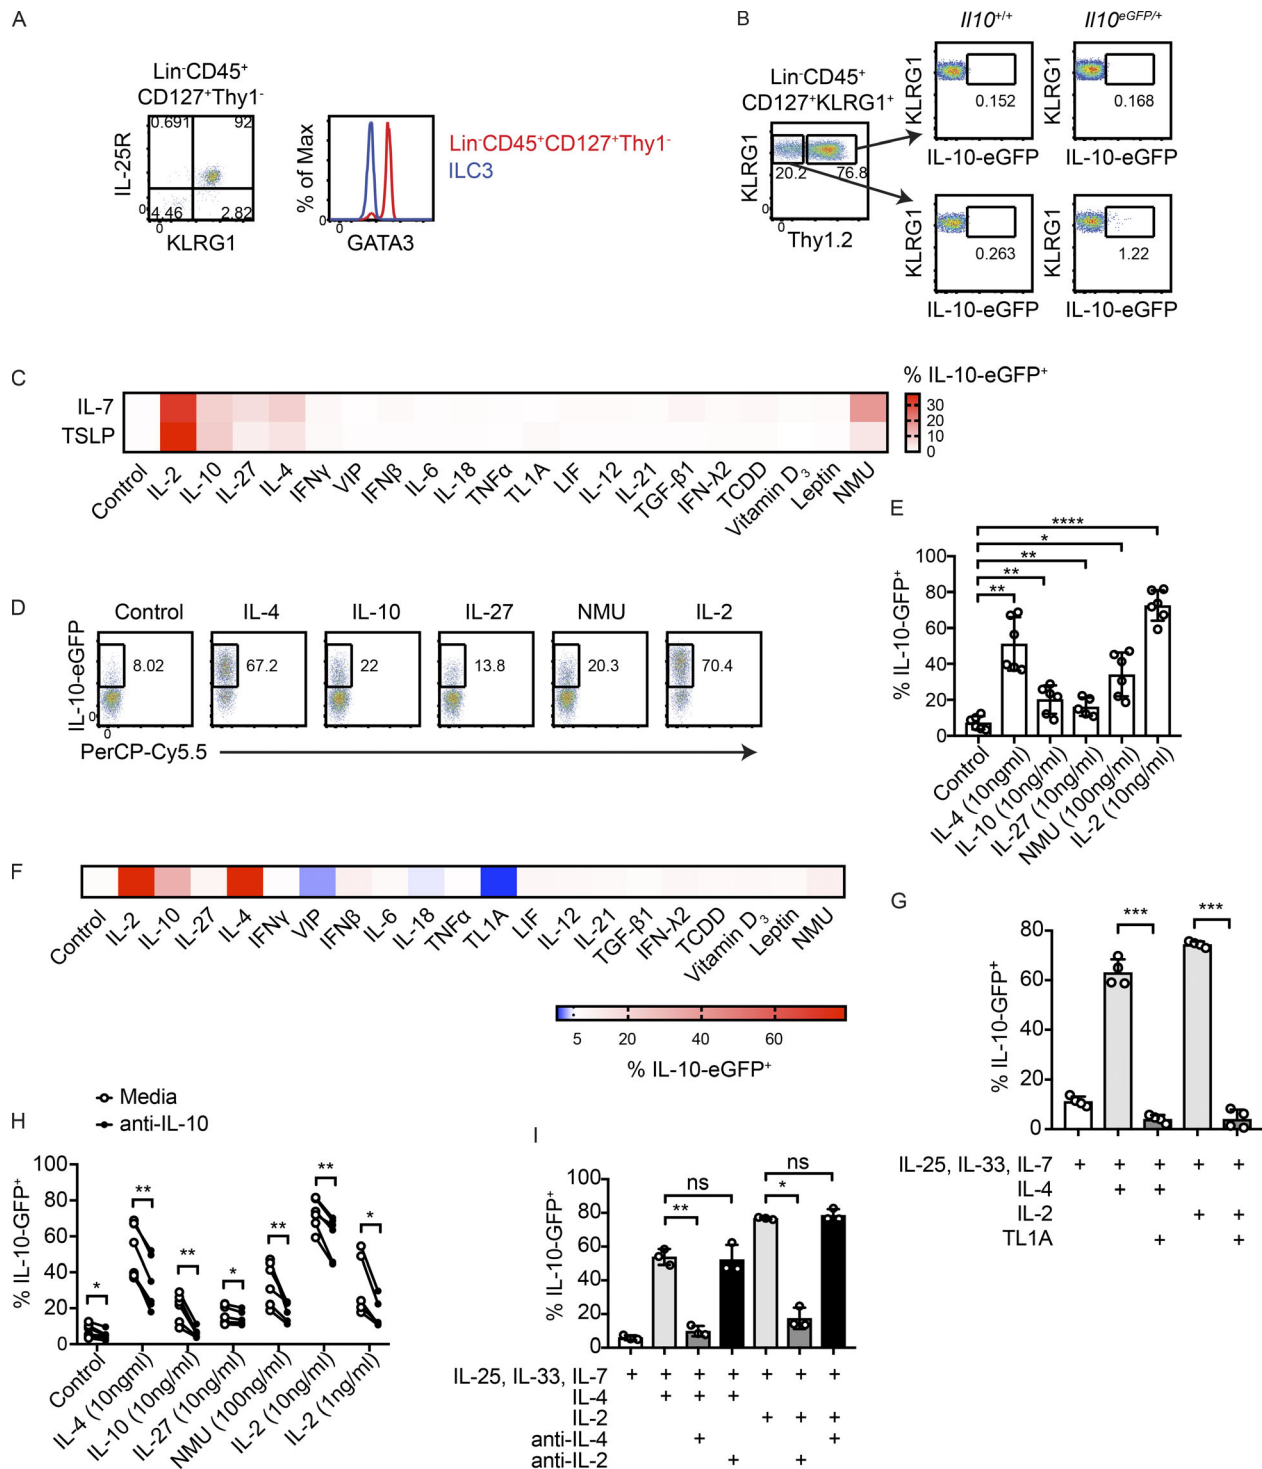 A
Lin-CD45+
CD127+Thy1-
0.691 92
IL-25R
0
4.46 2.82
0
KLRG1
% of Max
0
0
GATA3
Lin-CD45+CD127+Thy1-
ILC3
B
Il10+/+ Il10eGFP/+
Lin-CD45+
CD127+KLRG1+
KLRG1
20.2 76.8
0
0
Thy1.2
KLRG1
0.152
IL-10-eGFP
KLRG1
0.168
IL-10-eGFP
KLRG1
0.263
IL-10-eGFP
KLRG1
1.22
IL-10-eGFP
C
% IL-10-eGFP+
30
20
10
0
IL-7
TSLP
Control IL-2 IL-10 IL-27 IL-4 IFNγ VIP IFNβ IL-6 IL-18 TNFα TL1A LIF IL-12 IL-21 TGF-β1 IFN-λ2 TCDD Vitamin D3 Leptin NMU
D
Control IL-4 IL-10 IL-27 NMU IL-2
IL-10-eGFP
8.02 67.2 22 13.8 20.3 70.4
0
0
PerCP-Cy5.5
E
****
*
**
**
**
% IL-10-GFP+
100
80
60
40
20
0
Control
IL-4 (10ngml)
IL-10 (10ng/ml)
IL-27 (10ng/ml)
NMU (100ng/ml)
IL-2 (10ng/ml)
F
Control IL-2 IL-10 IL-27 IL-4 IFNγ VIP IFNβ IL-6 IL-18 TNFα TL1A LIF IL-12 IL-21 TGF-β1 IFN-λ2 TCDD Vitamin D3 Leptin NMU
5 20 40 60
% IL-10-eGFP+
G
*** ***
% IL-10-GFP+
80
60
40
20
0
IL-25, IL-33, IL-7 + + + + +
IL-4 + +
IL-2 + +
TL1A + +
H
Media
anti-IL-10
% IL-10-GFP+
100
80
60
40
20
0
* ** ** * ** ** *
Control
IL-4 (10ngml)
IL-10 (10ng/ml)
IL-27 (10ng/ml)
NMU (100ng/ml)
IL-2 (10ng/ml)
IL-2 (1ng/ml)
I
ns ns
** *
% IL-10-GFP+
100
80
60
40
20
0
IL-25, IL-33, IL-7 + + + + + + +
IL-4 + + +
IL-2 + + +
anti-IL-4 + +
anti-IL-2 + +